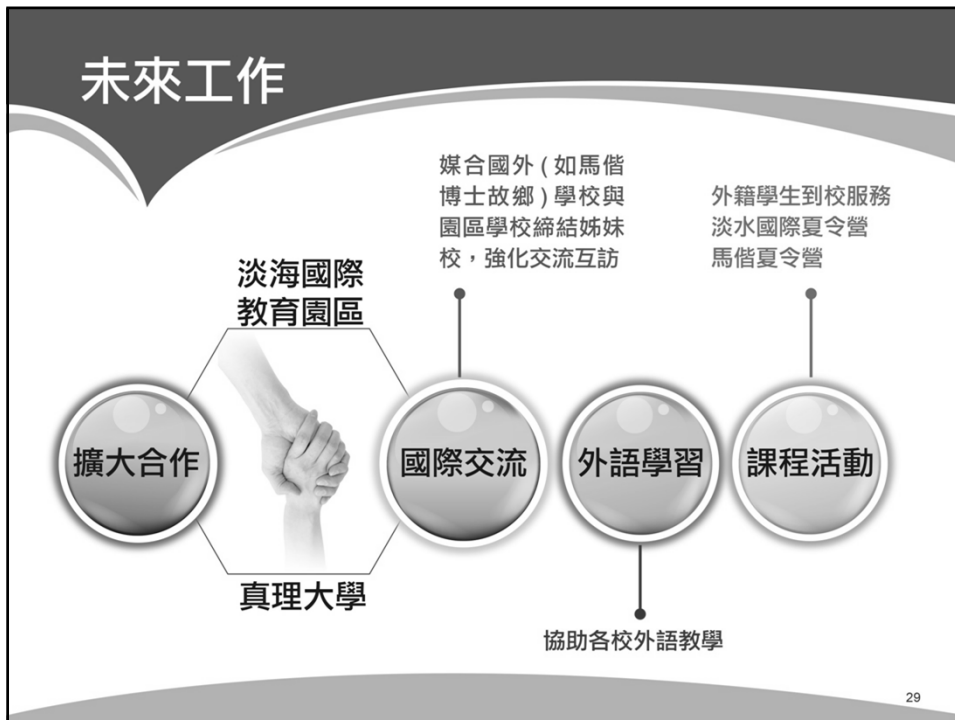 未來工作
媒合國外(如馬偕
博士故鄉)學校與
園區學校締結姊妹
校，強化交流互訪
外籍學生到校服務
淡水國際夏令營
馬偕夏令營
淡海國際
教育園區
擴大合作
國際交流
外語學習
課程活動
真理大學
協助各校外語教學
29